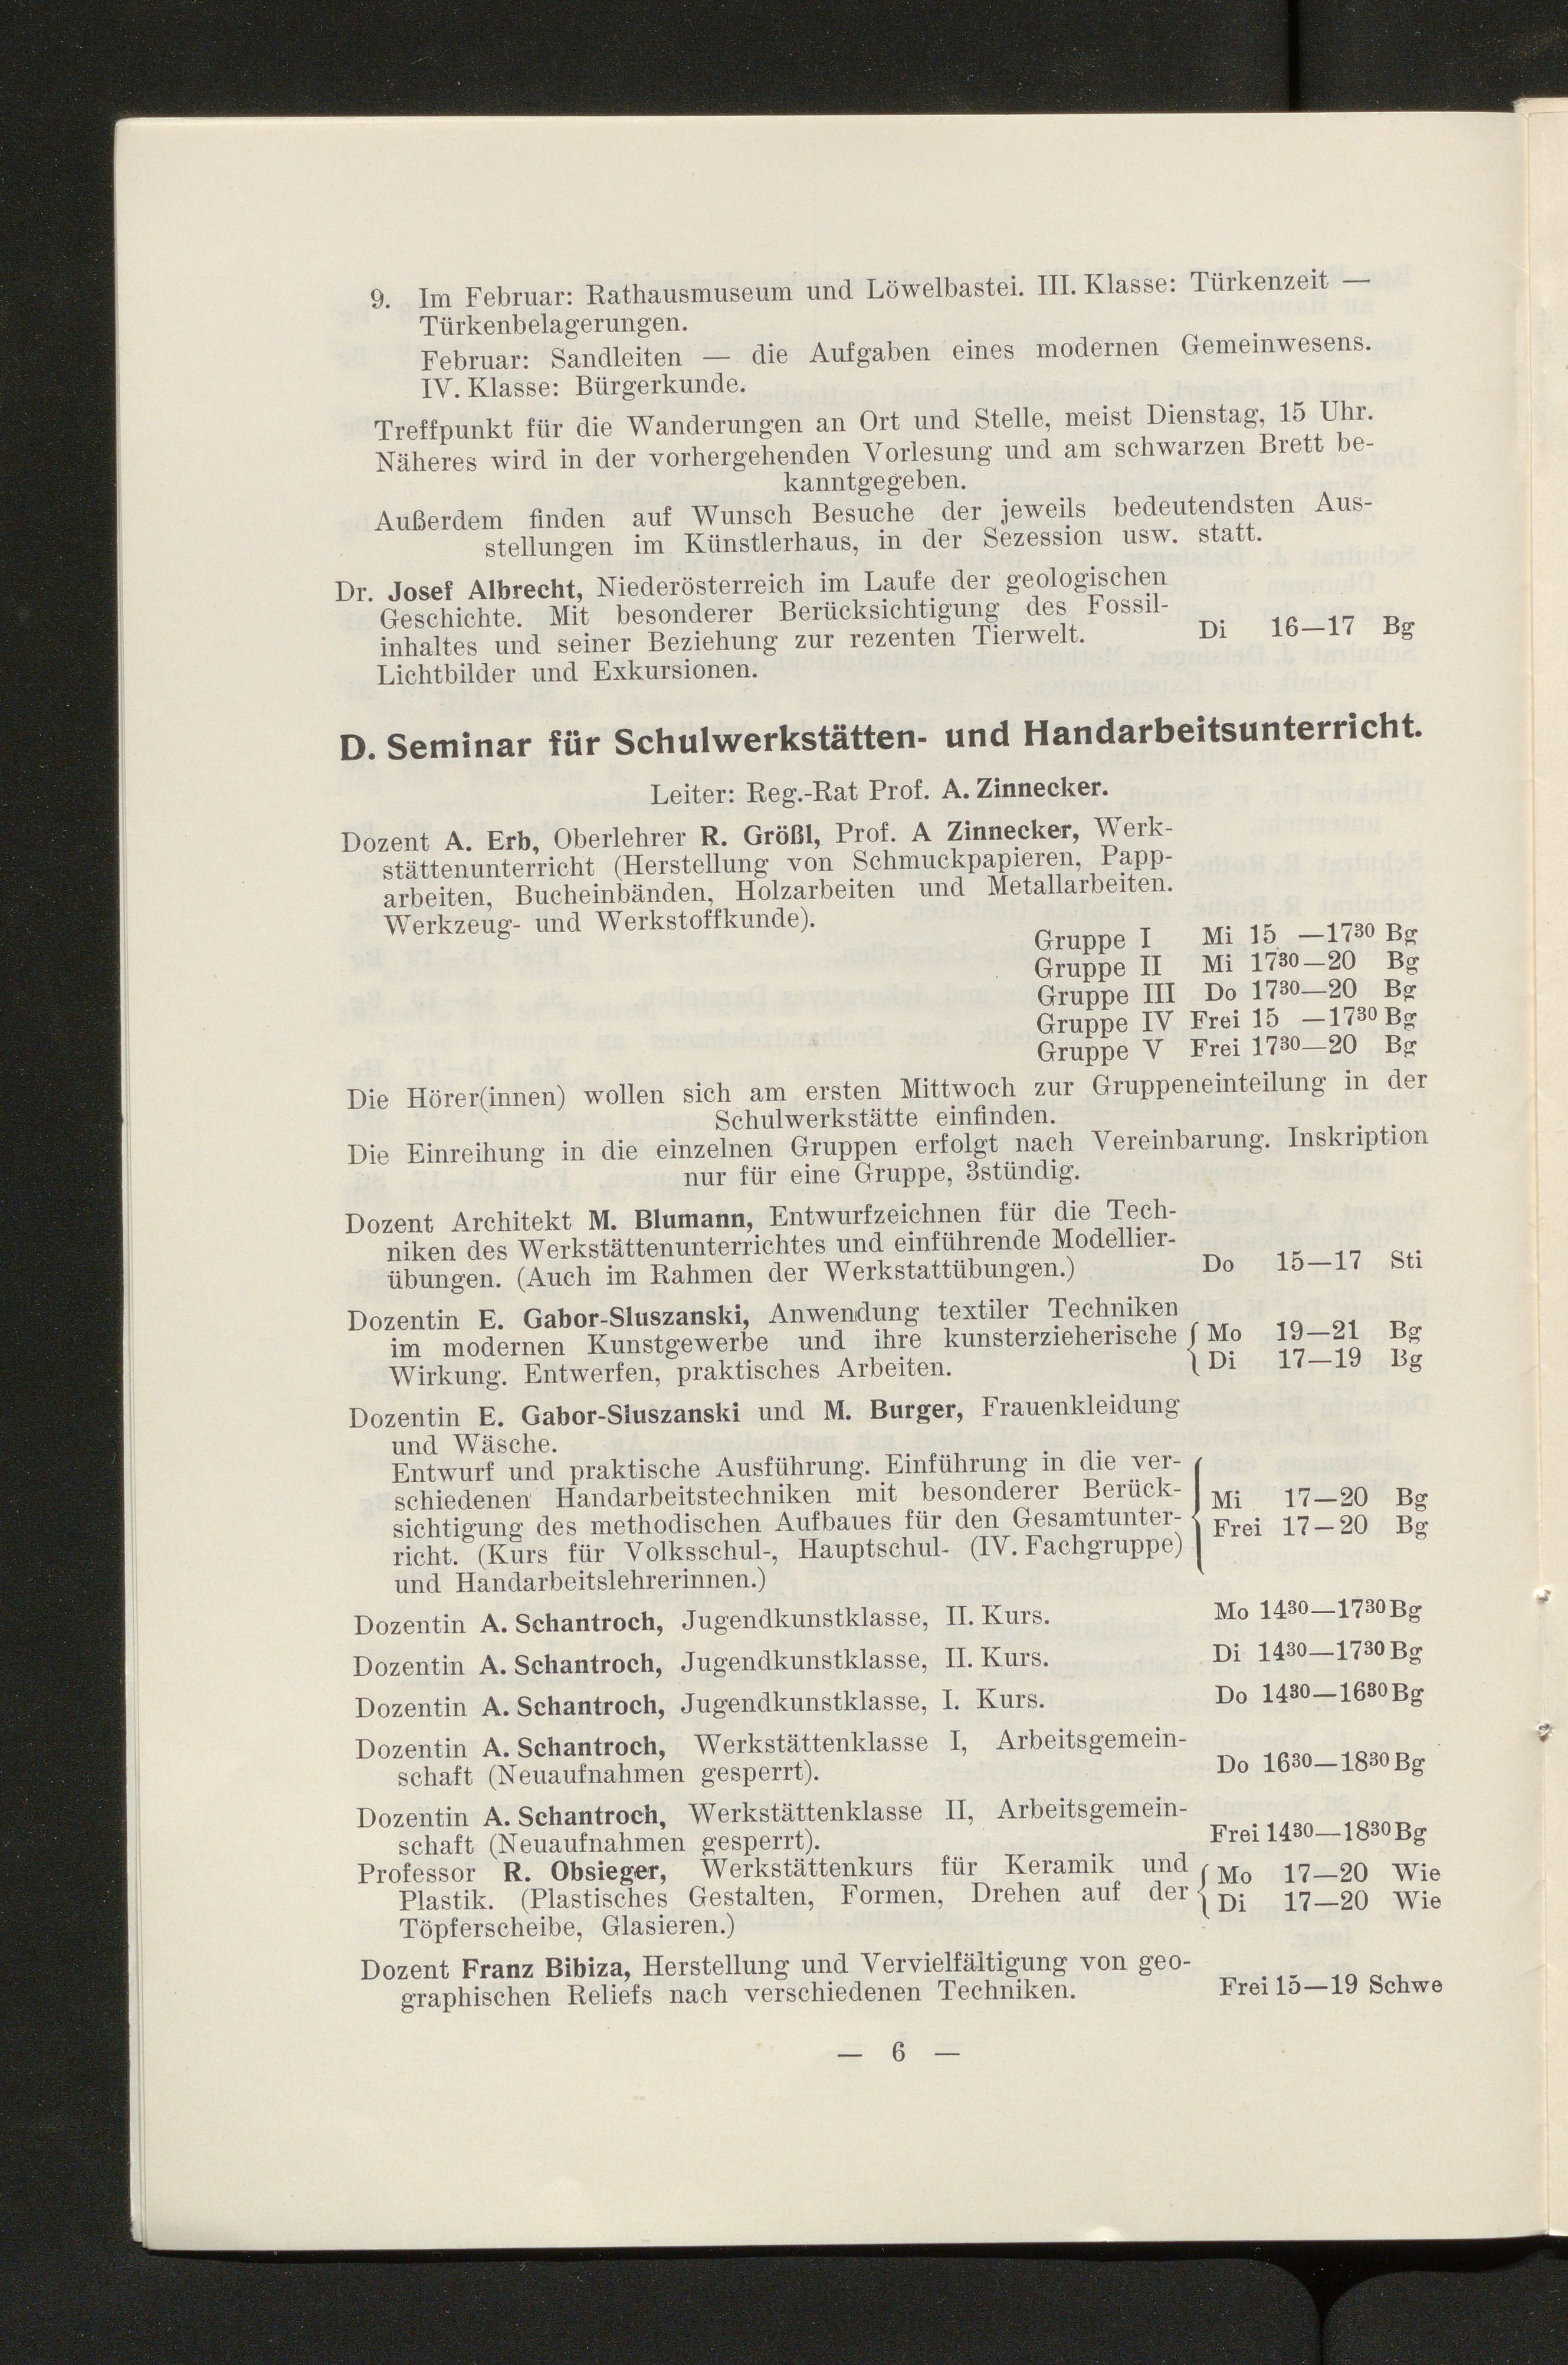 9. Im Februar: Rathausmuseum und Löwelbastei. III. Klasse: Türkenzeit —
Türkenbelagerungen.
Februar: Sandleiten — die Aufgaben eines modernen Gemeinwesens.
IV. Klasse: Bürgerkunde.
Treffpunkt für die Wanderungen an Ort und Stelle, meist Dienstag, 15 Uhr.
Näheres wird in der vorhergehenden Vorlesung und am schwarzen Brett be-
kanntgegeben.
Außerdem finden auf Wunsch Besuche der jeweils bedeutendsten Aus-
stellungen im Künstlerhaus, in der Sezession usw. statt.
Dr. Josef Albrecht, Niederösterreich im Laufe der geologischen
Geschichte. Mit besonderer Berücksichtigung des Fossil-
inhaltes und seiner Beziehung zur rezenten Tierwelt. Di 16—17 Bg
Lichtbilder und Exkursionen.
D. Seminar für Schulwerkstätten- und Handarbeitsunterricht.
Leiter: Reg.-Rat Prof. A. Zinnecker.
Dozent A. Erb, Oberlehrer R. Größl, Prof. A Zinnecker, Werk-
stättenunterricht (Herstellung von Schmuckpapieren, Papp-
arbeiten, Bucheinbänden, Holzarbeiten und Metallarbeiten.
Werkzeug- und Werkstoffkunde).
Gruppe I Mi 15 —17³⁰ Bg
Gruppe II Mi 17³⁰—20 Bg
Gruppe III Do 17³⁰—20 Bg
Gruppe IV Frei 15 —17³⁰ Bg
Gruppe V Frei 17³⁰—20 Bg
Die Hörer(innen) wollen sich am ersten Mittwoch zur Gruppeneinteilung in der
Schulwerkstätte einfinden.
Die Einreihung in die einzelnen Gruppen erfolgt nach Vereinbarung. Inskription
nur für eine Gruppe, 3stündig.
Dozent Architekt M. Blumann, Entwurfzeichnen für die Tech-
niken des Werkstättenunterrichtes und einführende Modellier-
übungen. (Auch im Rahmen der Werkstattübungen.) Do 15—17 Sti
Dozentin E. Gabor-Sluszanski, Anwendung textiler Techniken
im modernen Kunstgewerbe und ihre kunsterzieherische { Mo 19—21 Bg
Wirkung. Entwerfen, praktisches Arbeiten. Di 17—19 Bg
Dozentin E. Gabor-Sluszanski und M. Burger, Frauenkleidung
und Wäsche.
Entwurf und praktische Ausführung. Einführung in die ver-
schiedenen Handarbeitstechniken mit besonderer Berück- { Mi 17—20 Bg
sichtigung des methodischen Aufbaues für den Gesamtunter- Frei 17—20 Bg
richt. (Kurs für Volksschul-, Hauptschul- (IV. Fachgruppe)
und Handarbeitslehrerinnen.)
Dozentin A. Schantroch, Jugendkunstklasse, II. Kurs. Mo 14³⁰—17³⁰ Bg
Dozentin A. Schantroch, Jugendkunstklasse, II. Kurs. Di 14³⁰—17³⁰ Bg
Dozentin A. Schantroch, Jugendkunstklasse, I. Kurs. Do 14³⁰—16³⁰ Bg
Dozentin A. Schantroch, Werkstättenklasse I, Arbeitsgemein-
schaft (Neuaufnahmen gesperrt). Do 16³⁰—18³⁰ Bg
Dozentin A. Schantroch, Werkstättenklasse II, Arbeitsgemein-
schaft (Neuaufnahmen gesperrt). Frei 14³⁰—18³⁰ Bg
Professor R. Obsieger, Werkstättenkurs für Keramik und { Mo 17—20 Wie
Plastik. (Plastisches Gestalten, Formen, Drehen auf der Di 17—20 Wie
Töpferscheibe, Glasieren.)
Dozent Franz Bibiza, Herstellung und Vervielfältigung von geo-
graphischen Reliefs nach verschiedenen Techniken. Frei 15—19 Schwe
— 6 —